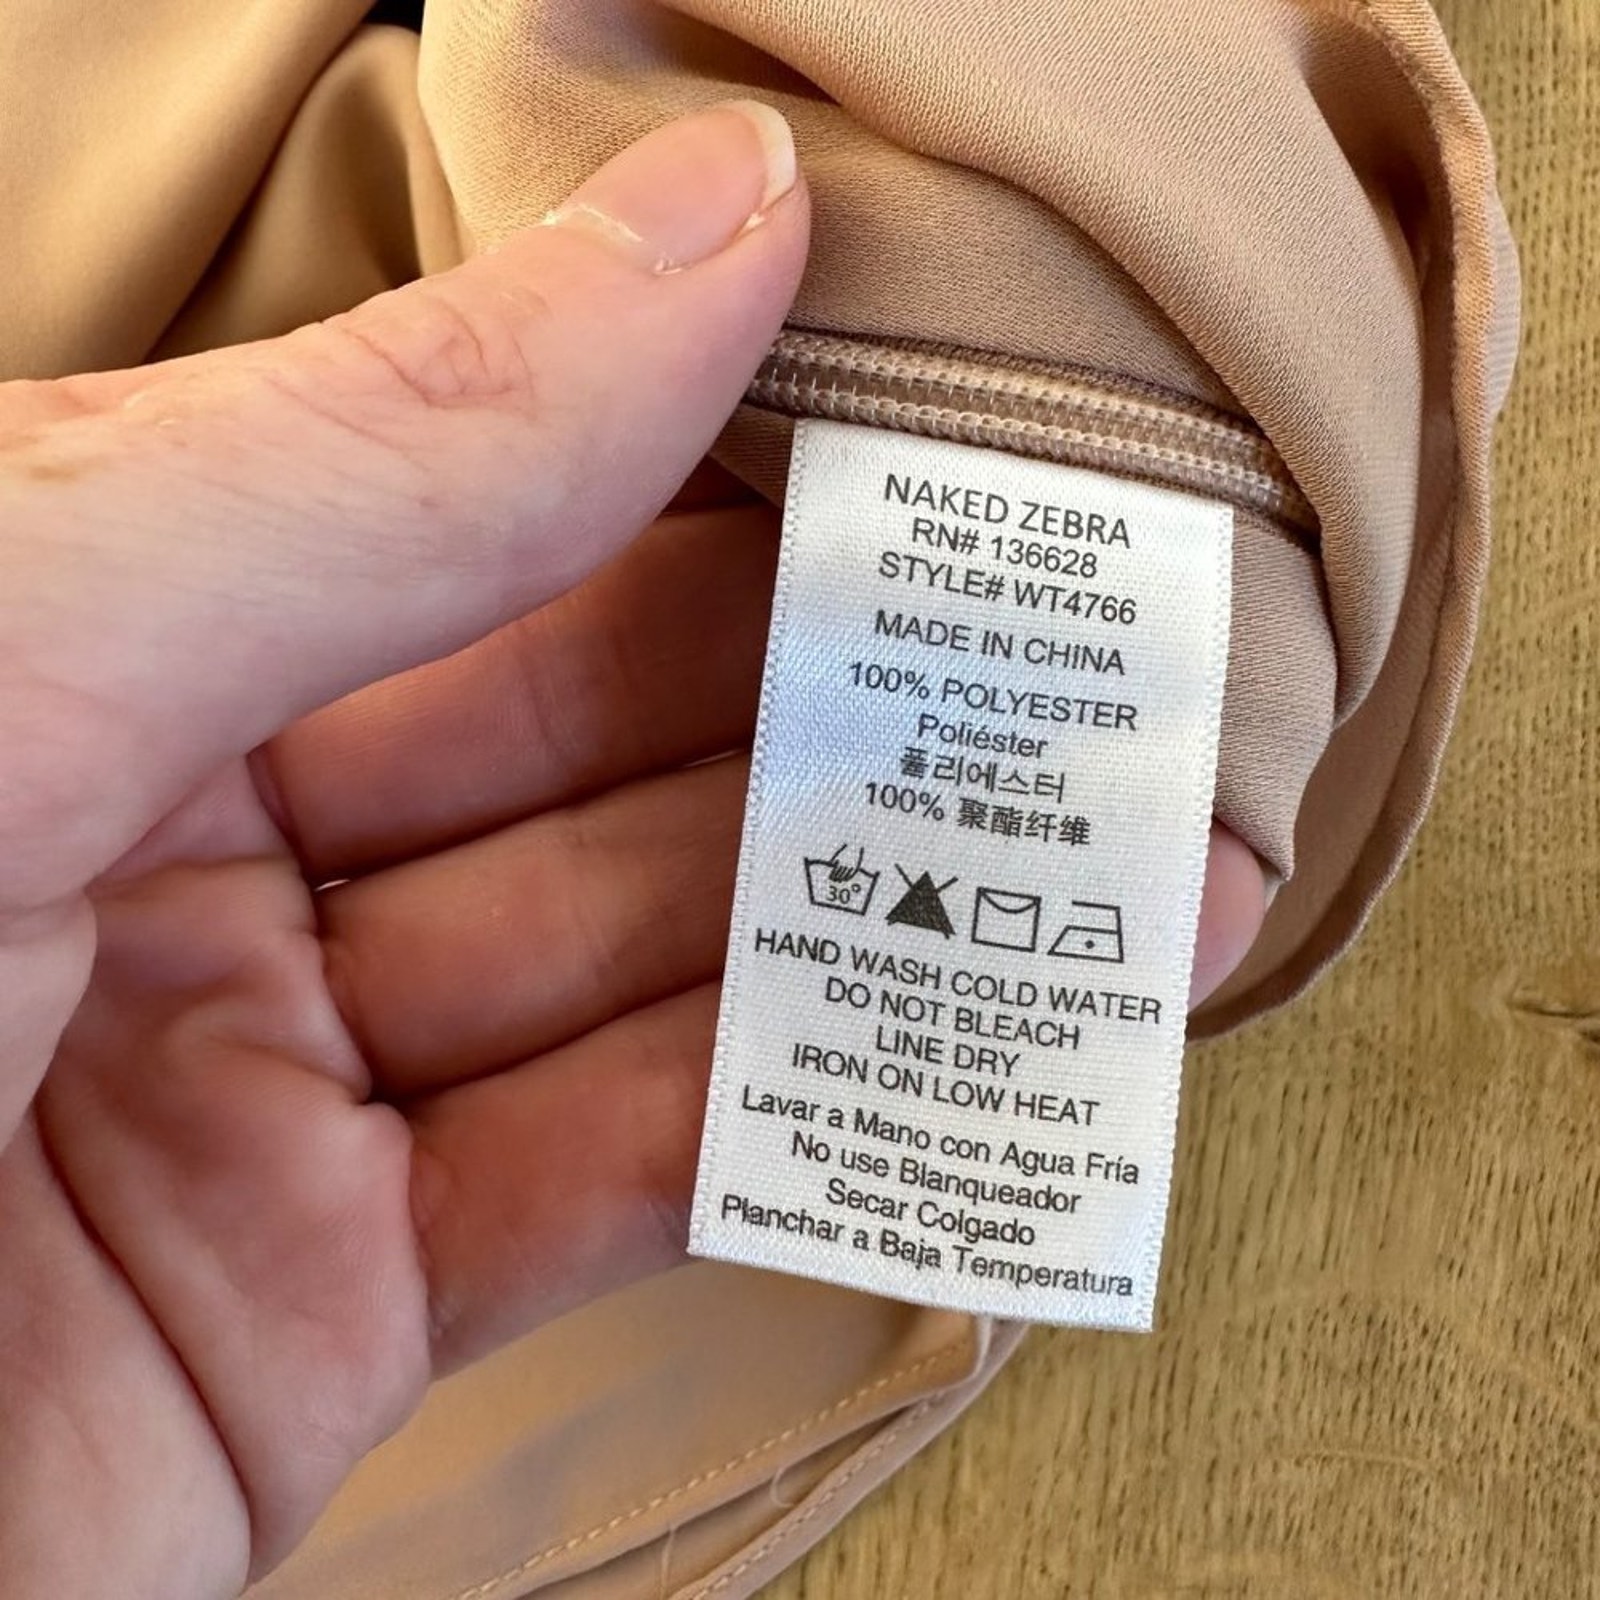 NAKED ZEBRA
RN# 136628
STYLE# WT4766
MADE IN CHINA
100% POLYESTER
Poliéster
폴리에스터
100% 聚酯纤维
30°
HAND WASH COLD WATER
DO NOT BLEACH
LINE DRY
IRON ON LOW HEAT
Lavar a Mano con Agua Fría
No use Blanqueador
Secar Colgado
Planchar a Baja Temperatura